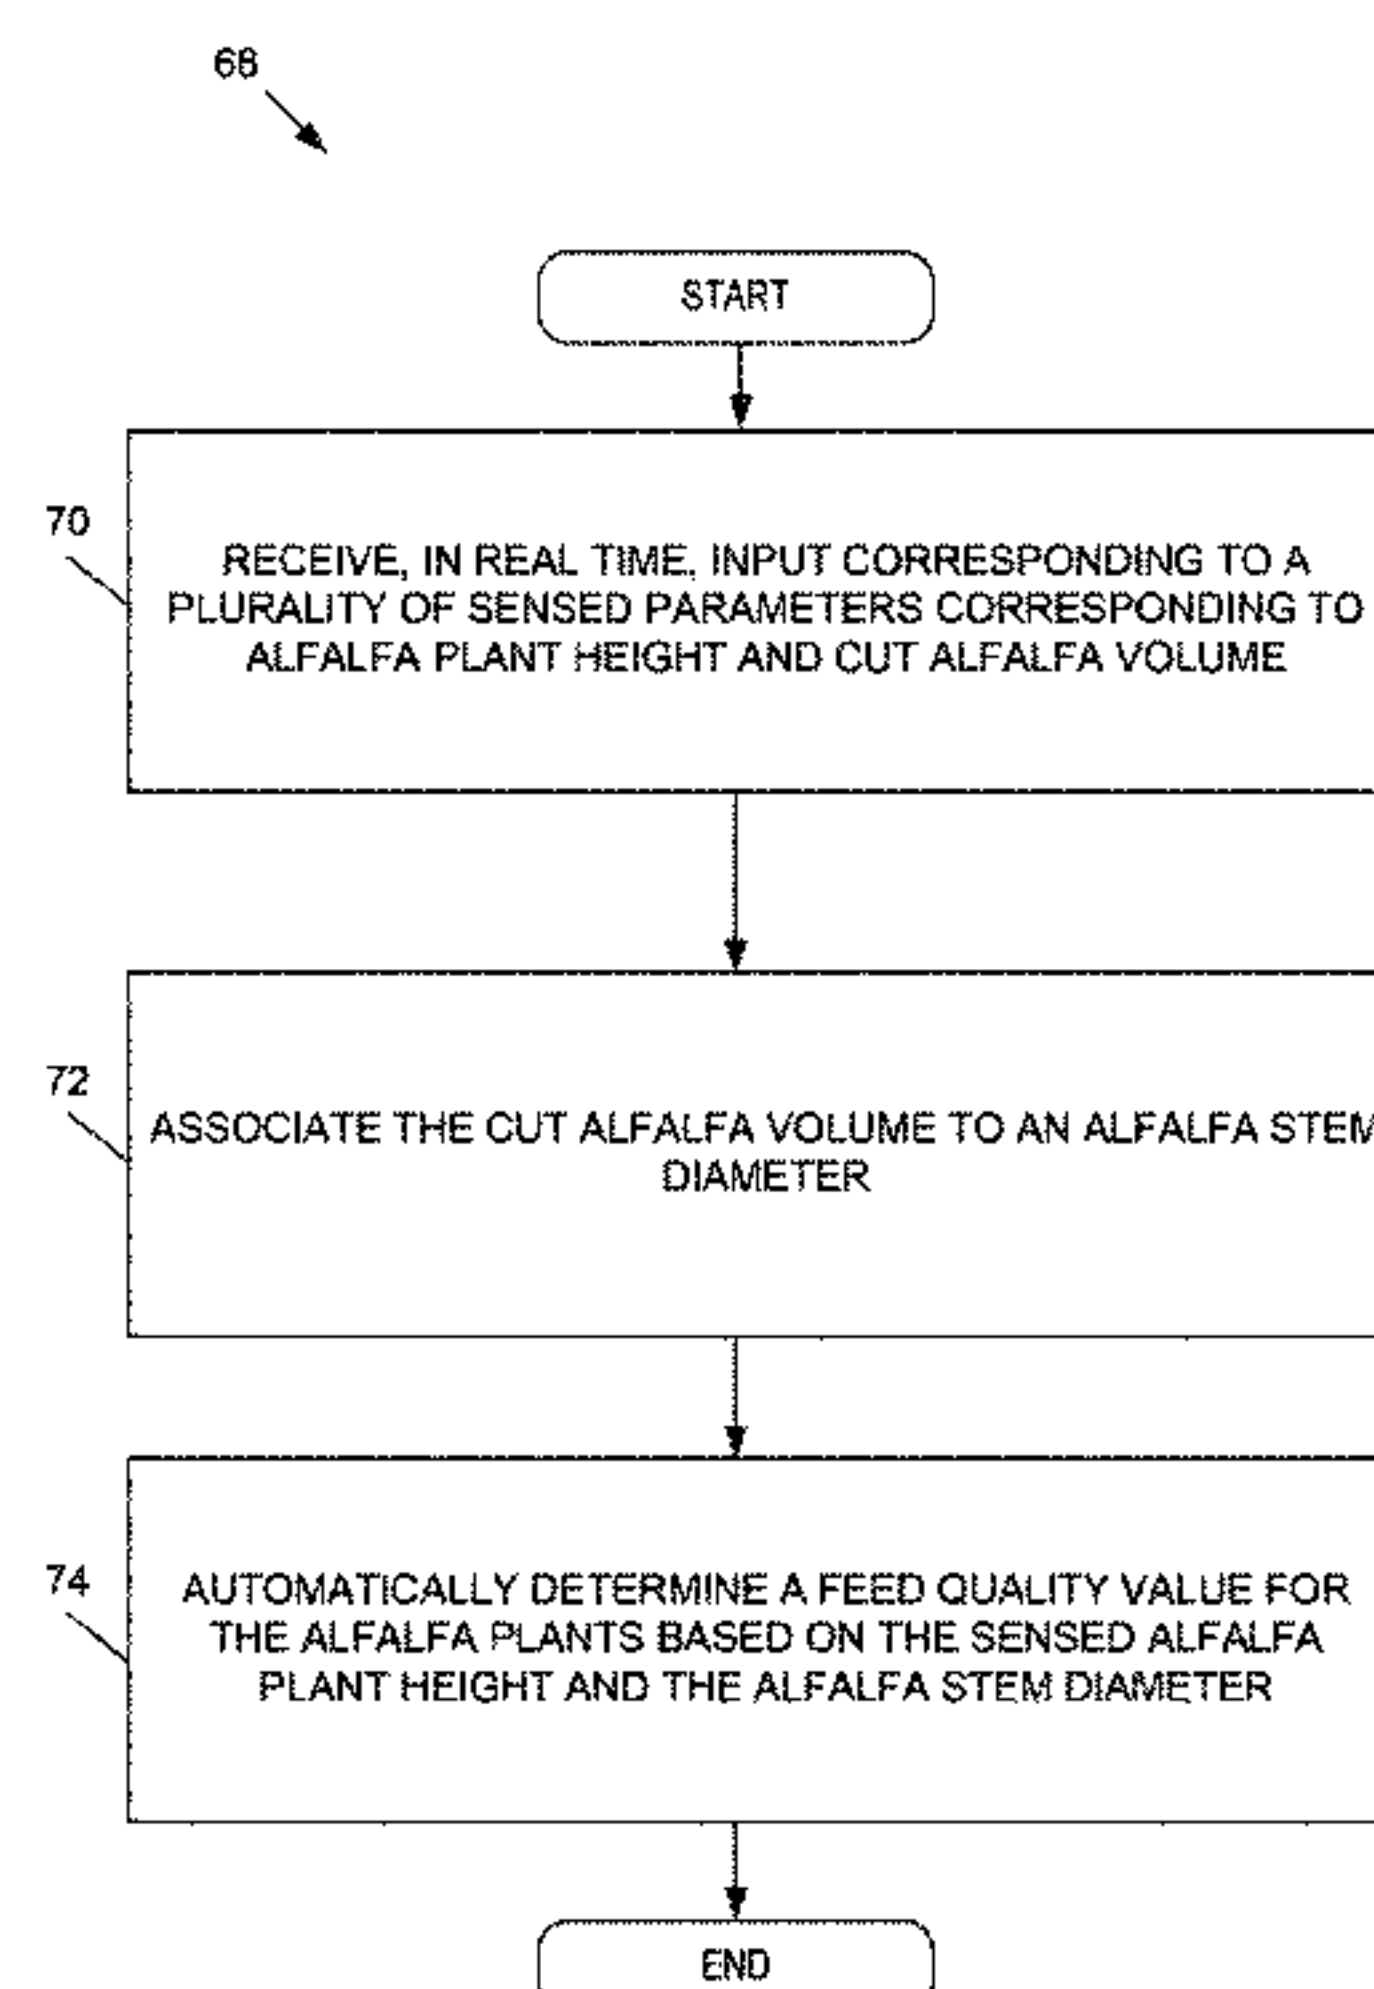 68
START
70
RECEIVE, IN REAL TIME, INPUT CORRESPONDING TO A
PLURALITY OF SENSED PARAMETERS CORRESPONDING TO
ALFALFA PLANT HEIGHT AND CUT ALFALFA VOLUME
72
ASSOCIATE THE CUT ALFALFA VOLUME TO AN ALFALFA STEM
DIAMETER
74
AUTOMATICALLY DETERMINE A FEED QUALITY VALUE FOR
THE ALFALFA PLANTS BASED ON THE SENSED ALFALFA
PLANT HEIGHT AND THE ALFALFA STEM DIAMETER
END